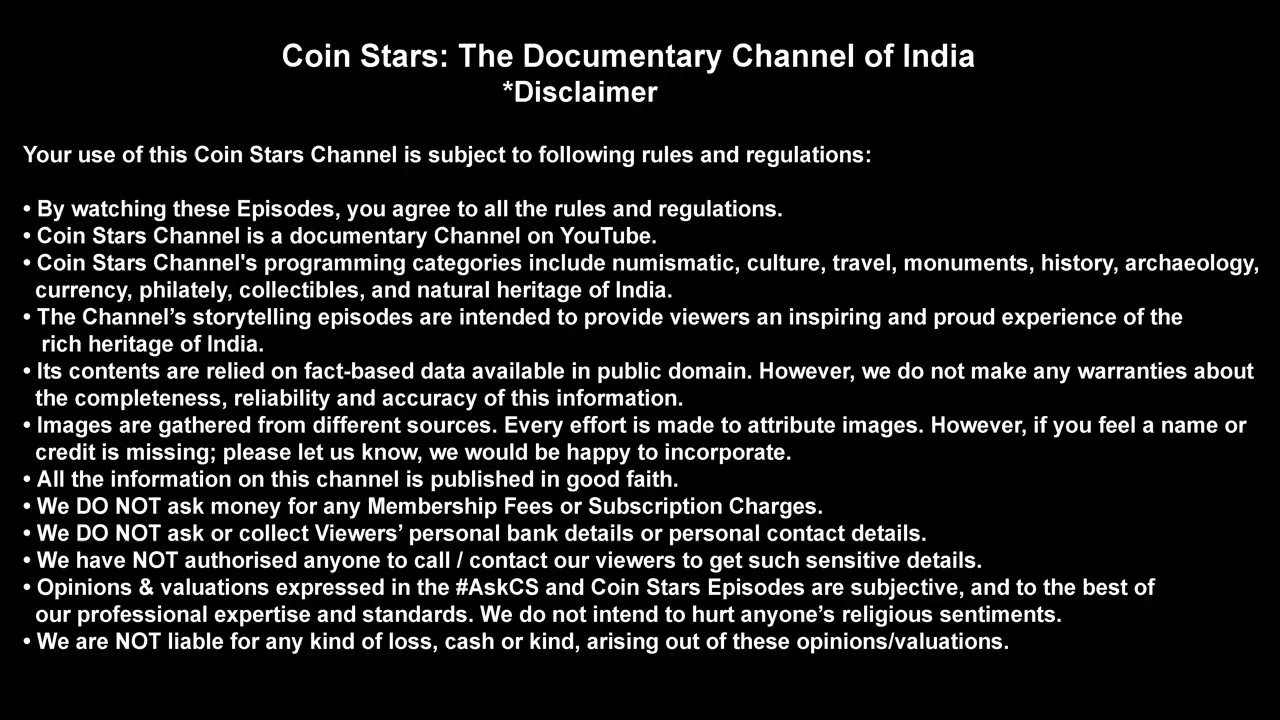 Coin Stars: The Documentary Channel of India
*Disclaimer
Your use of this Coin Stars Channel is subject to following rules and regulations:
• By watching these Episodes, you agree to all the rules and regulations.
• Coin Stars Channel is a documentary Channel on YouTube.
• Coin Stars Channel's programming categories include numismatic, culture, travel, monuments, history, archaeology,
currency, philately, collectibles, and natural heritage of India.
• The Channel’s storytelling episodes are intended to provide viewers an inspiring and proud experience of the
rich heritage of India.
• Its contents are relied on fact-based data available in public domain. However, we do not make any warranties about
the completeness, reliability and accuracy of this information.
• Images are gathered from different sources. Every effort is made to attribute images. However, if you feel a name or
credit is missing; please let us know, we would be happy to incorporate.
• All the information on this channel is published in good faith.
• We DO NOT ask money for any Membership Fees or Subscription Charges.
• We DO NOT ask or collect Viewers’ personal bank details or personal contact details.
• We have NOT authorised anyone to call / contact our viewers to get such sensitive details.
• Opinions & valuations expressed in the #AskCS and Coin Stars Episodes are subjective, and to the best of
our professional expertise and standards. We do not intend to hurt anyone’s religious sentiments.
• We are NOT liable for any kind of loss, cash or kind, arising out of these opinions/valuations.